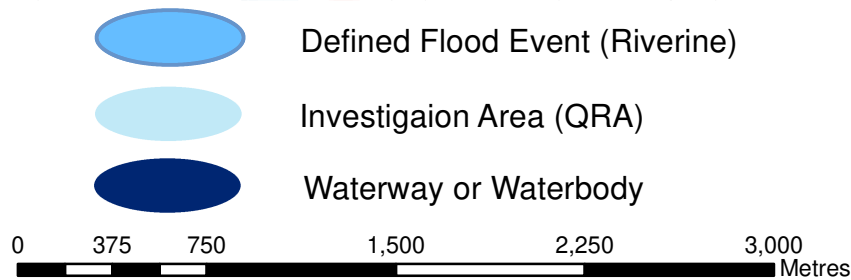 Defined Flood Event (Riverine)
Investigaion Area (QRA)
Waterway or Waterbody
0 375 750 1,500 2,250 3,000
Metres